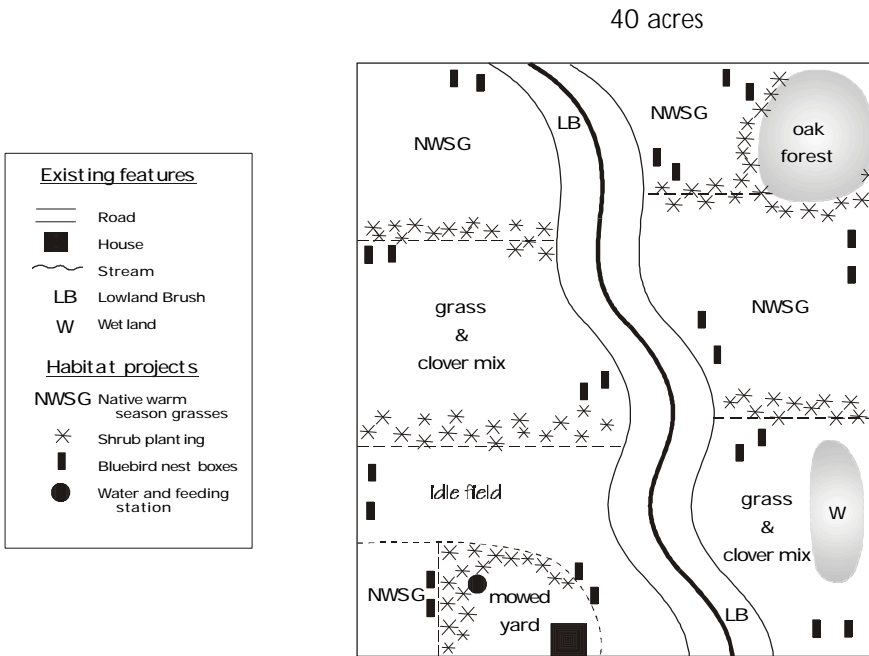 40 acres
Existing features
Road
House
Stream
LB Lowland Brush
W Wetland
Habitat projects
NWSG Native warm
season grasses
Shrub planting
Bluebird nest boxes
Water and feeding
station
NWSG
LB
NWSG
oak
forest
grass
&
clover mix
NWSG
Idle field
grass
&
clover mix
W
NWSG
mowed
yard
LB